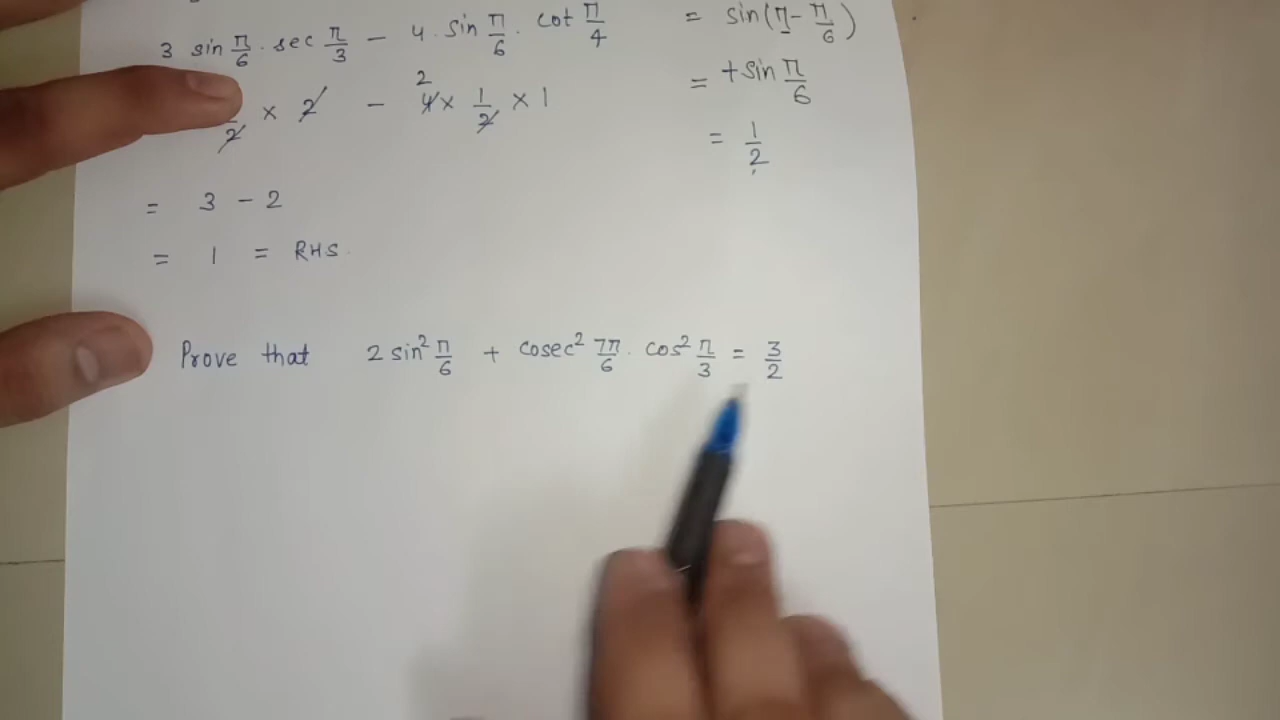 3 sin π/6 . sec π/3 − 4 . sin π/6 . cot π/4
= sin(π − π/6)
= + sin π/6
= 1/2
2 × 2 − 4 × 1/2 × 1
2
= 3 − 2
= 1 = RHS.
Prove that 2 sin² π/6 + cosec² 7π/6 . cos² π/3 = 3/2